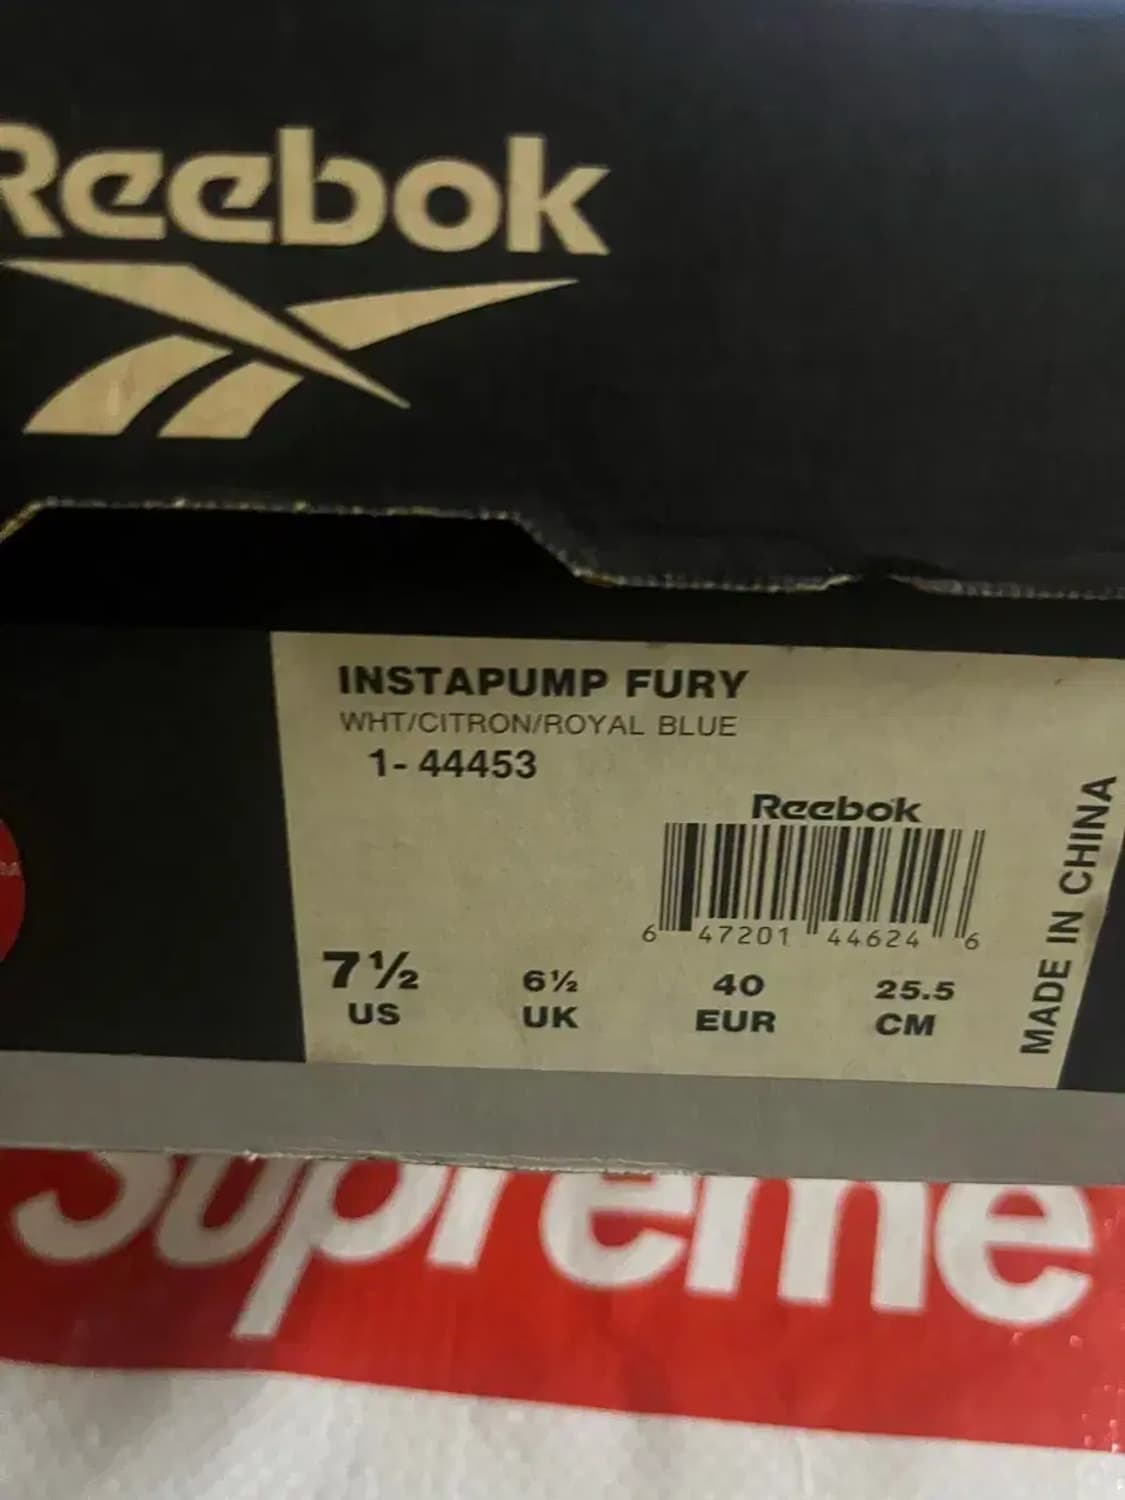 Reebok
INSTAPUMP FURY
WHT/CITRON/ROYAL BLUE
1- 44453
Reebok
6 47201 44624 6
7½ 6½ 40 25.5
US UK EUR CM
MADE IN CHINA
Supreme